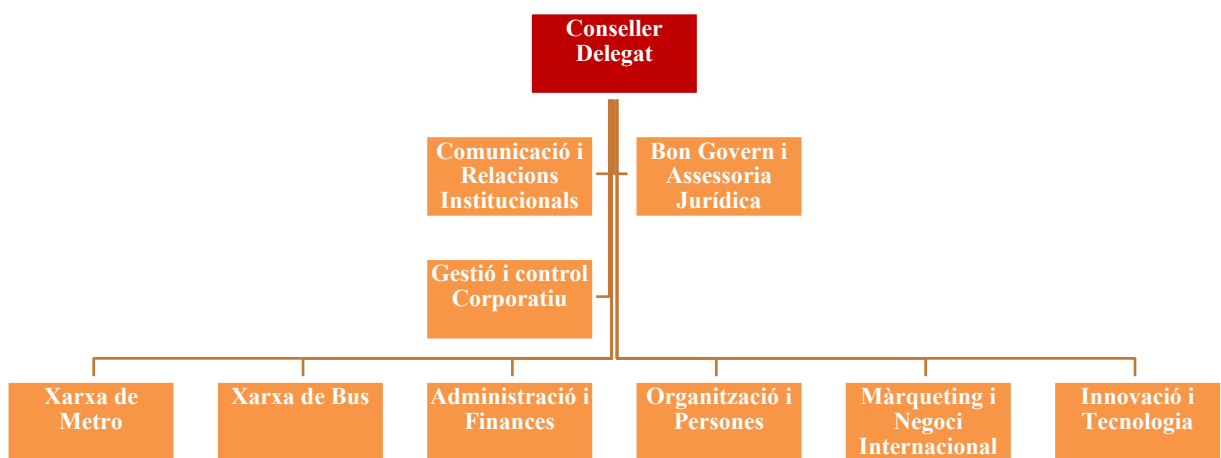 Conseller
Delegat
Comunicació i
Relacions
Institucionals
Bon Govern i
Assessoria
Jurídica
Gestió i control
Corporatiu
Xarxa de
Metro
Xarxa de Bus
Administració i
Finances
Organització i
Persones
Màrqueting i
Negoci
Internacional
Innovació i
Tecnologia